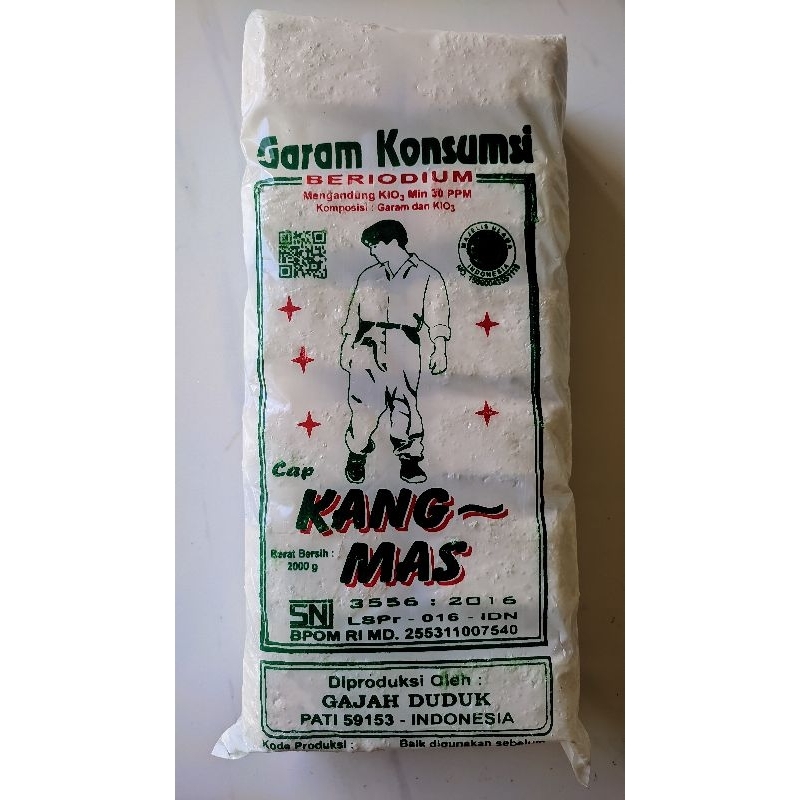 Garam Konsumsi
BERIODIUM
Mengandung KIO₃ Min 30 PPM
Komposisi : Garam dan KIO₃
MAJELIS ULAMA
INDONESIA
Cap
KANG~
MAS
Berat Bersih :
2000 g
SNI
3556 : 2016
LSPr - 016 - IDN
BPOM RI MD. 255311007540
Diproduksi Oleh :
GAJAH DUDUK
PATI 59153 - INDONESIA
Kode Produksi :
Baik digunakan sebelum